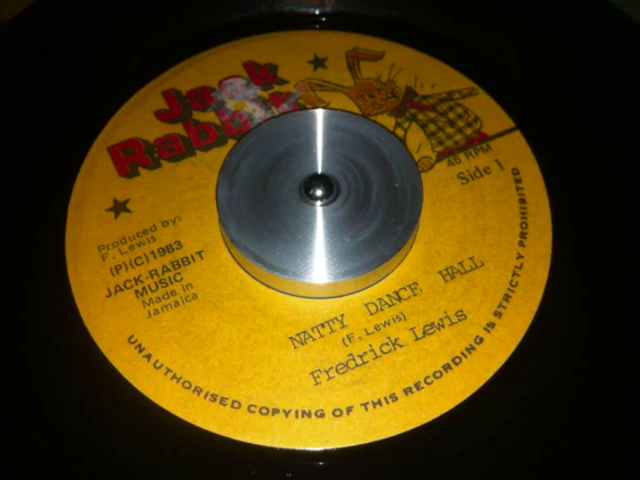 Jack
Rabbit
45 RPM
Side 1
Produced by:
F. Lewis
(P)(C)1983
JACK-RABBIT
MUSIC
Made in
Jamaica
NATTY DANCE HALL
(F. Lewis)
Fredrick Lewis
UNAUTHORISED COPYING OF THIS RECORDING IS STRICTLY PROHIBITED